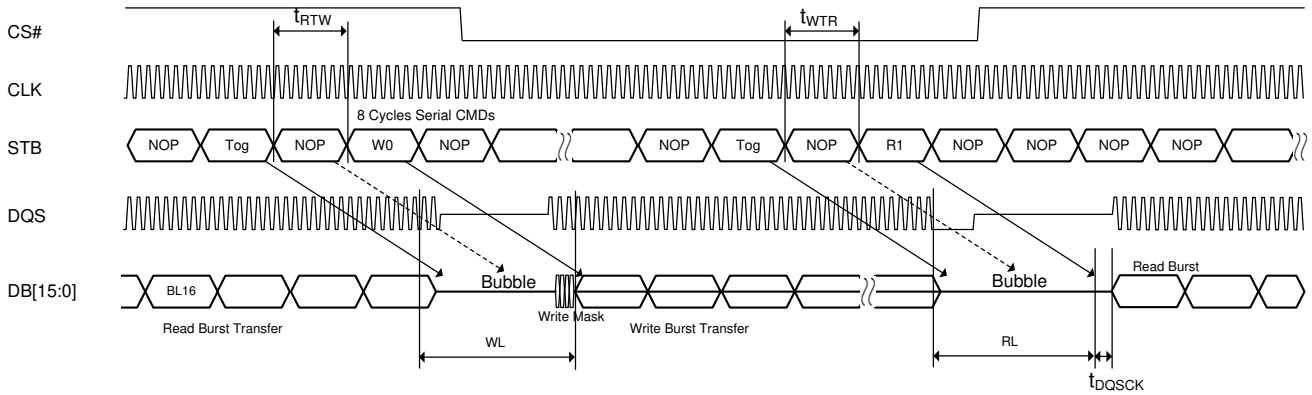 tRTW
tWTR
CS#
CLK
8 Cycles Serial CMDs
STB
NOP Tog NOP W0 NOP NOP Tog NOP R1 NOP NOP NOP NOP
DQS
Bubble Bubble Read Burst
DB[15:0] BL16
Write Mask
Read Burst Transfer Write Burst Transfer
WL RL
tDQSCK